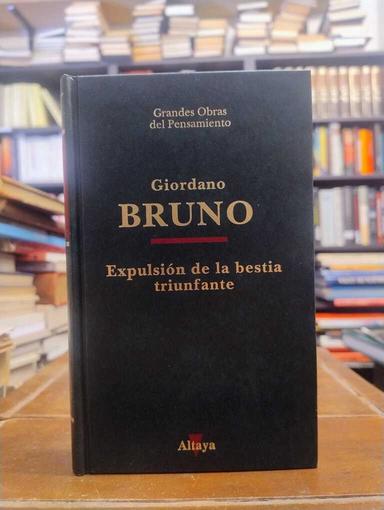 Grandes Obras
del Pensamiento
Giordano
BRUNO
Expulsión de la bestia
triunfante
Altaya